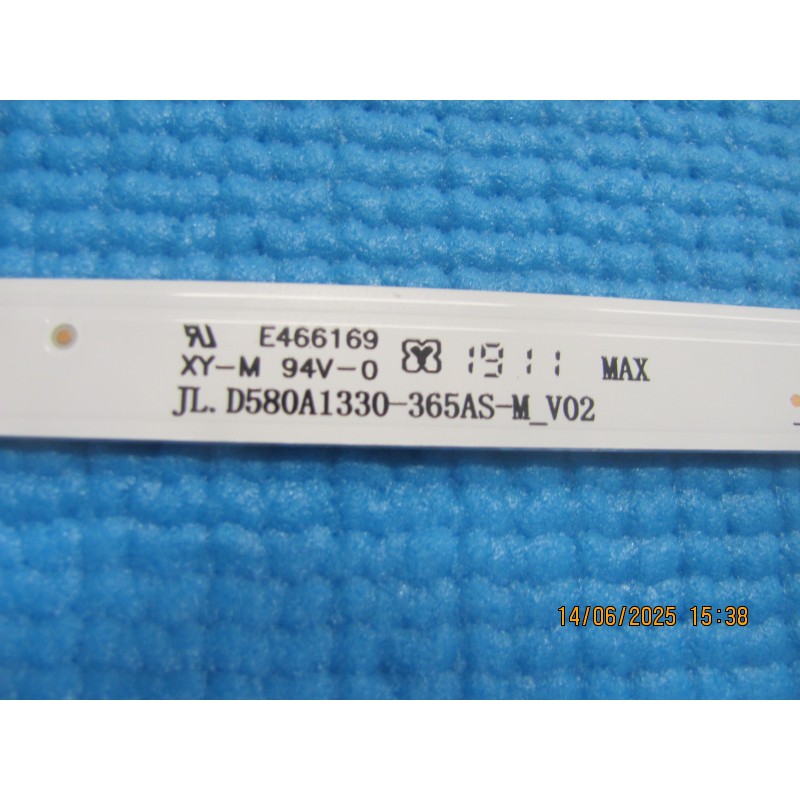 E466169
XY-M 94V-0 1911 MAX
JL.D580A1330-365AS-M_V02
14/06/2025 15:38